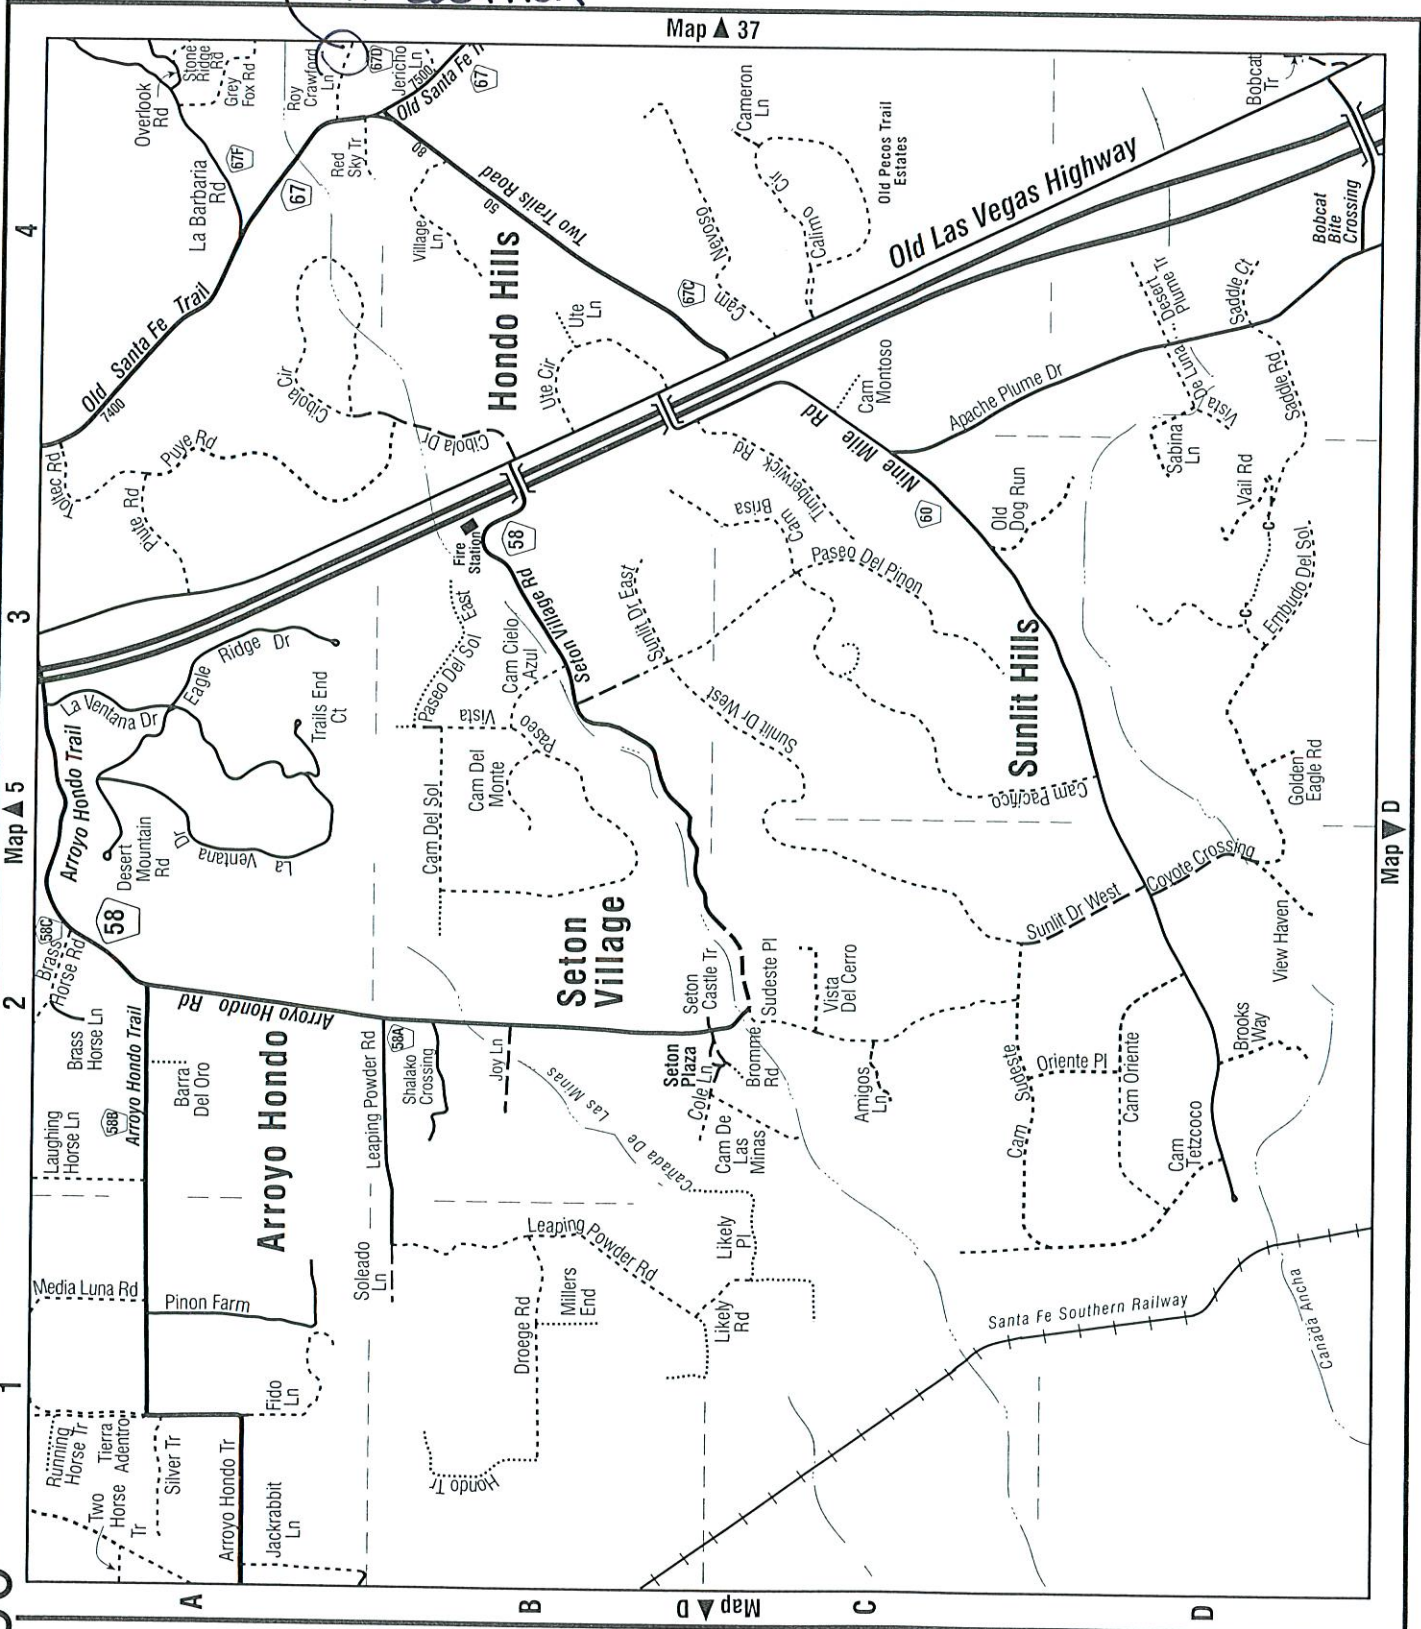 Map ▲ 37
Map ▲ 5
Map ▼ D
Map ▲ D
1
2
3
4
A
B
C
D
Overlook
Rd
Stone
Ridge
Rd
Grey
Fox Rd
Roy
Crawford
Ln
67D
Jericho
Ln
7500
Old Santa Fe Tr
67
La Barbaria
Rd
67F
67
Red
Sky Tr
80
Village
Ln
50
Two Trails Road
Cameron
Ln
Calimo
Cir
Old Pecos Trail
Estates
Bobcat
Tr
Old Las Vegas Highway
Bobcat
Bite
Crossing
Cam
Nevoso
67C
Old Santa Fe Trail
7400
Cibola Cir
Hondo Hills
Ute
Ln
Ute Cir
Cibola Dr
Toltec Rd
Puye Rd
Piute Rd
Cam
Montoso
Apache Plume Dr
Desert
Plume Tr
Saddle Ct
Vista De Luna
Saddle Rd
Sabina
Ln
Vail Rd
Nine Mile Rd
60
Old
Dog Run
C
C
Embudo Del Sol
Timberwick Rd
Cam Brisa
Paseo Del Pinon
Fire
Station
58
Seton Village Rd
Sunlit Dr East
Sunlit Dr West
Sunlit Hills
Cam Pacifico
Golden
Eagle Rd
Coyote Crossing
Sunlit Dr West
View Haven
Eagle Ridge Dr
La Ventana Dr
Trails End
Ct
Arroyo Hondo Trail
Desert
Mountain
Rd
La Ventana Dr
Paseo Del Sol East
Cam Cielo
Azul
Paseo
Vista
Cam Del
Monte
Cam Del Sol
58C
58
Brass
Horse Rd
Brass
Horse Ln
Arroyo Hondo Rd
Seton
Village
Seton
Castle Tr
Sudeste Pl
Vista
Del Cerro
Brooks
Way
Laughing
Horse Ln
58B
Arroyo Hondo Trail
Barra
Del Oro
Arroyo Hondo
Leaping Powder Rd
58A
Shalako
Crossing
Joy Ln
Cañada De Las Minas
Seton
Plaza
Cole Ln
Bromme
Rd
Cam De
Las
Minas
Amigos
Ln
Cam Sudeste
Oriente Pl
Cam Oriente
Cam
Tetzcoco
Media Luna Rd
Pinon Farm
Soleado
Ln
Leaping Powder Rd
Millers
End
Droege Rd
Likely
Pl
Likely
Rd
Santa Fe Southern Railway
Canada Ancha
Fido
Ln
Running
Horse Tr
Tierra
Adentro
Two
Horse
Tr
Silver Tr
Arroyo Hondo Tr
Jackrabbit
Ln
Hondo Tr